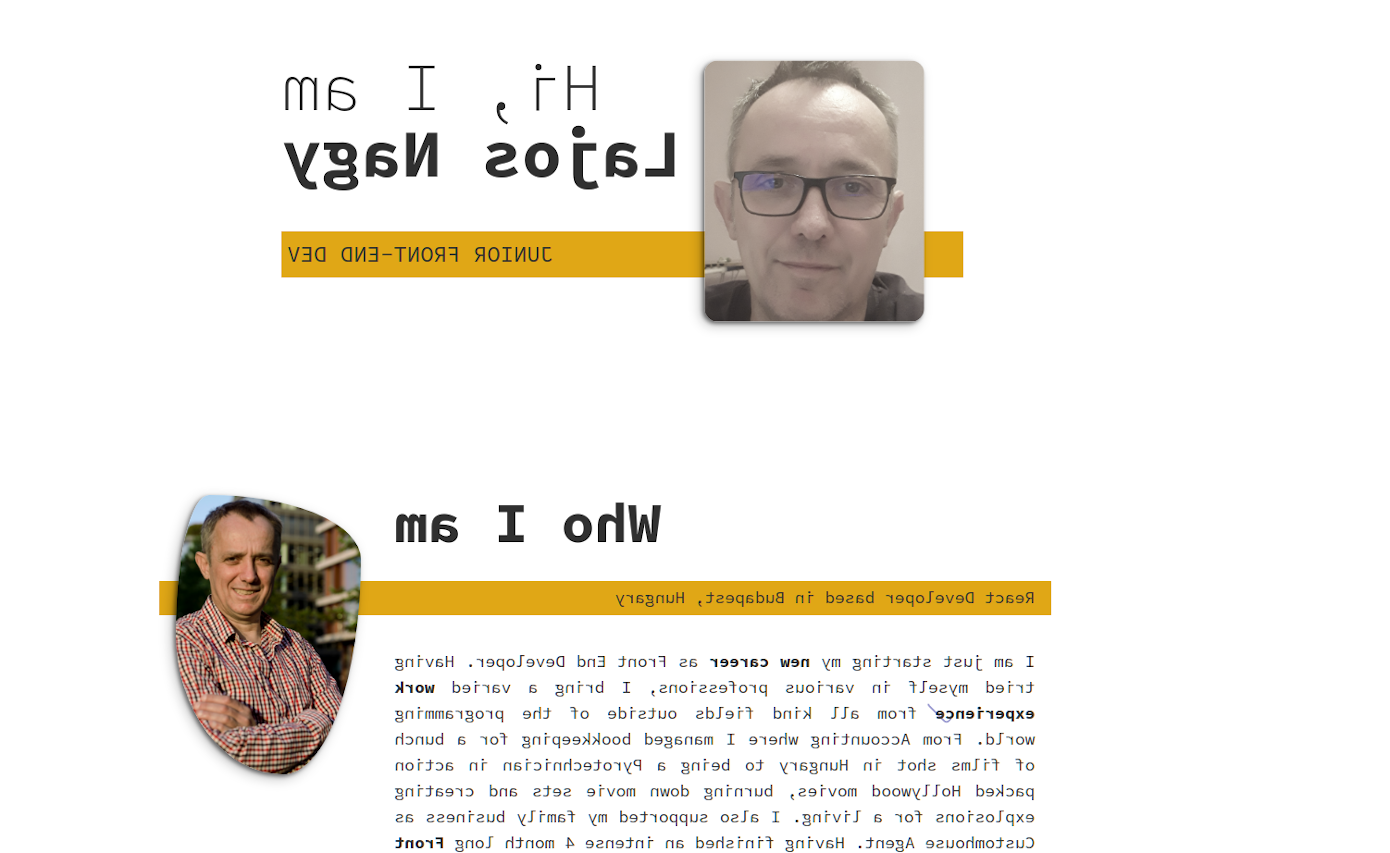 Hi, I am
Lajos Nagy
JUNIOR FRONT-END DEV
Who I am
React Developer based in Budapest, Hungary
I am just starting my new career as Front End Developer. Having
tried myself in various professions, I bring a varied work
experience from all kind fields outside of the programming
world. From Accounting where I managed bookkeeping for a bunch
of films shot in Hungary to being a Pyrotechnician in action
packed Hollywood movies, burning down movie sets and creating
explosions for a living. I also supported my family business as
Customhouse Agent. Having finished an intense 4 month long Front